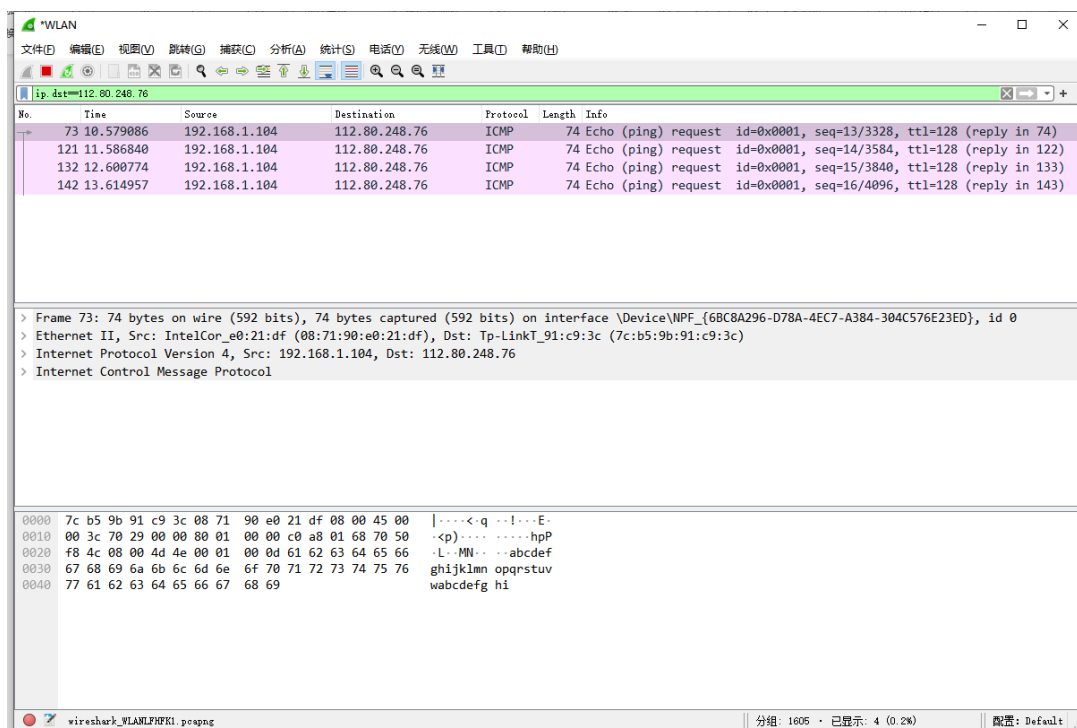 *WLAN
文件(F) 编辑(E) 视图(V) 跳转(G) 捕获(C) 分析(A) 统计(S) 电话(Y) 无线(W) 工具(T) 帮助(H)
ip.dst==112.80.248.76
No. Time Source Destination Protocol Length Info
73 10.579086 192.168.1.104 112.80.248.76 ICMP 74 Echo (ping) request id=0x0001, seq=13/3328, ttl=128 (reply in 74)
121 11.586840 192.168.1.104 112.80.248.76 ICMP 74 Echo (ping) request id=0x0001, seq=14/3584, ttl=128 (reply in 122)
132 12.600774 192.168.1.104 112.80.248.76 ICMP 74 Echo (ping) request id=0x0001, seq=15/3840, ttl=128 (reply in 133)
142 13.614957 192.168.1.104 112.80.248.76 ICMP 74 Echo (ping) request id=0x0001, seq=16/4096, ttl=128 (reply in 143)
> Frame 73: 74 bytes on wire (592 bits), 74 bytes captured (592 bits) on interface \Device\NPF_{6BC8A296-D78A-4EC7-A384-304C576E23ED}, id 0
> Ethernet II, Src: IntelCor_e0:21:df (08:71:90:e0:21:df), Dst: Tp-LinkT_91:c9:3c (7c:b5:9b:91:c9:3c)
> Internet Protocol Version 4, Src: 192.168.1.104, Dst: 112.80.248.76
> Internet Control Message Protocol
0000 7c b5 9b 91 c9 3c 08 71 90 e0 21 df 08 00 45 00 |····<·q ··!···E·
0010 00 3c 70 29 00 00 80 01 00 00 c0 a8 01 68 70 50 ·<p)···· ·····hpP
0020 f8 4c 08 00 4d 4e 00 01 00 0d 61 62 63 64 65 66 ·L··MN·· ··abcdef
0030 67 68 69 6a 6b 6c 6d 6e 6f 70 71 72 73 74 75 76 ghijklmn opqrstuv
0040 77 61 62 63 64 65 66 67 68 69 wabcdefg hi
wireshark_WLANLFHFK1.pcapng 分组: 1605 · 已显示: 4 (0.2%) 配置: Default